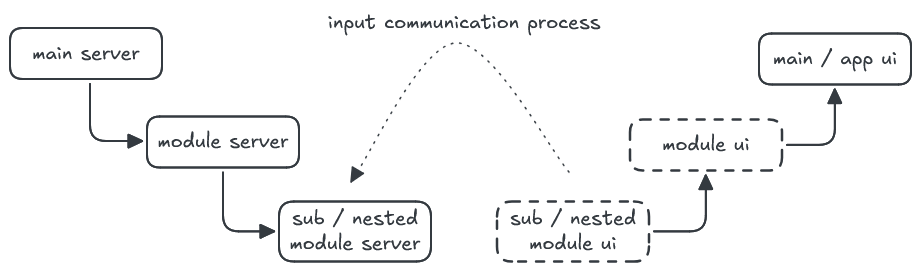 input communication process
main server
main / app ui
module server
module ui
sub / nested
module server
sub / nested
module ui